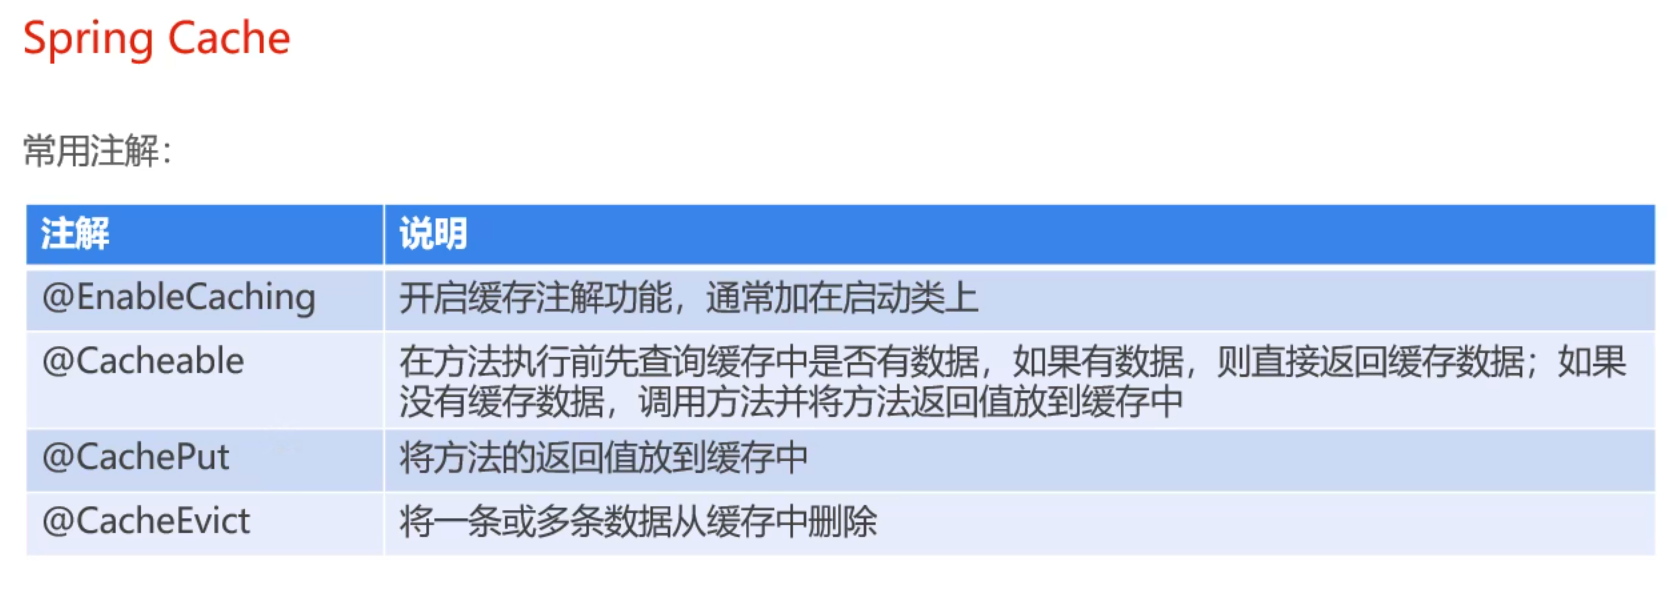 Spring Cache
常用注解：
注解 说明
@EnableCaching 开启缓存注解功能，通常加在启动类上
@Cacheable 在方法执行前先查询缓存中是否有数据，如果有数据，则直接返回缓存数据；如果
没有缓存数据，调用方法并将方法返回值放到缓存中
@CachePut 将方法的返回值放到缓存中
@CacheEvict 将一条或多条数据从缓存中删除